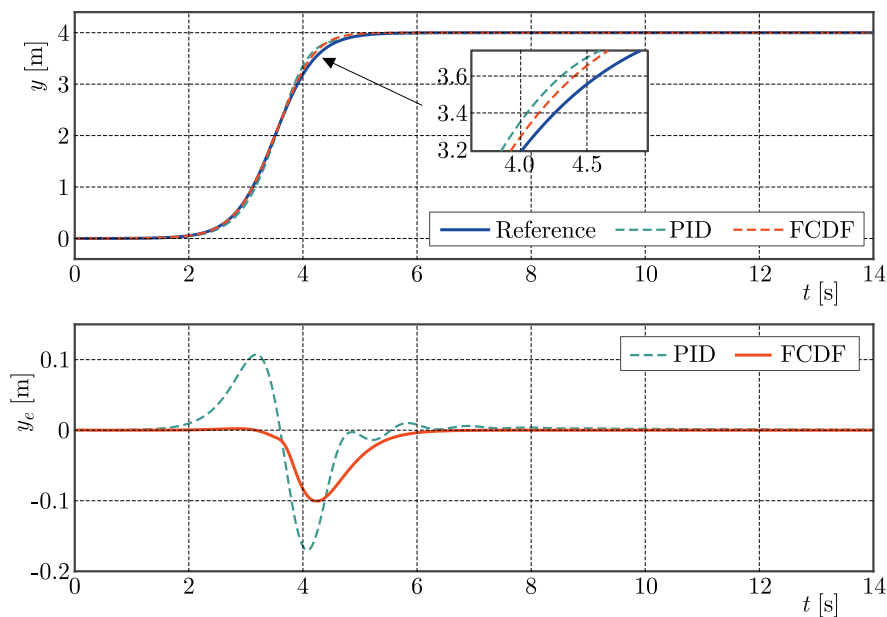 y [m]
4
3
2
1
0
3.6
3.4
3.2
4.0 4.5
Reference PID FCDF
0 2 4 6 8 10 12 14
t [s]
y_e [m]
0.1
0
-0.1
-0.2
PID FCDF
0 2 4 6 8 10 12 14
t [s]